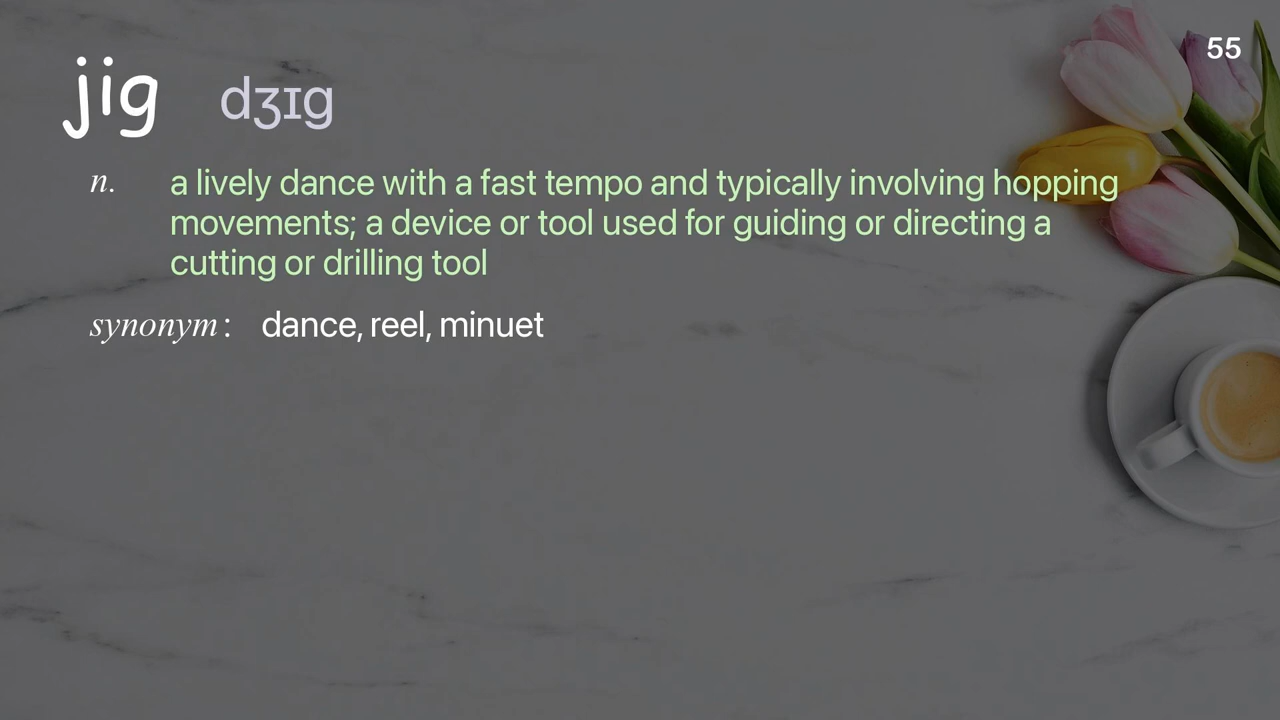 55
jig dʒɪg
n. a lively dance with a fast tempo and typically involving hopping
movements; a device or tool used for guiding or directing a
cutting or drilling tool
synonym: dance, reel, minuet